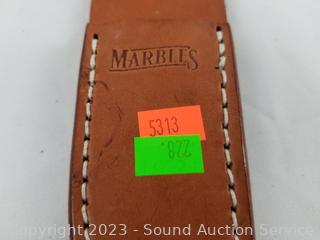 MARBLES
5313
228.
Copyright 2023 - Sound Auction Service